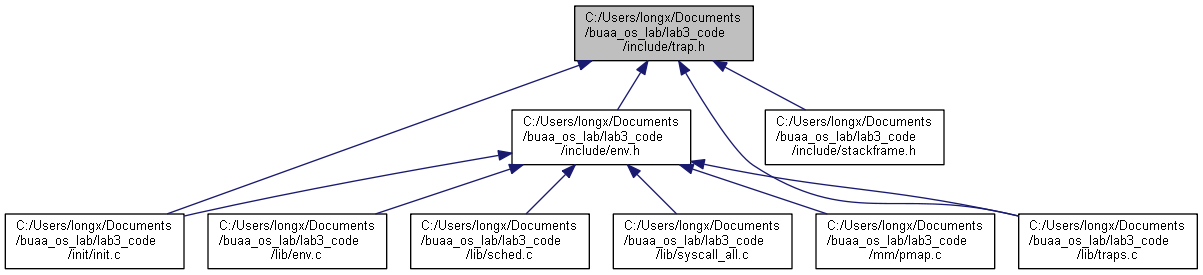 C:/Users/longx/Documents
/buaa_os_lab/lab3_code
/include/trap.h
C:/Users/longx/Documents
/buaa_os_lab/lab3_code
/include/env.h
C:/Users/longx/Documents
/buaa_os_lab/lab3_code
/include/stackframe.h
C:/Users/longx/Documents
/buaa_os_lab/lab3_code
/init/init.c
C:/Users/longx/Documents
/buaa_os_lab/lab3_code
/lib/env.c
C:/Users/longx/Documents
/buaa_os_lab/lab3_code
/lib/sched.c
C:/Users/longx/Documents
/buaa_os_lab/lab3_code
/lib/syscall_all.c
C:/Users/longx/Documents
/buaa_os_lab/lab3_code
/mm/pmap.c
C:/Users/longx/Documents
/buaa_os_lab/lab3_code
/lib/traps.c